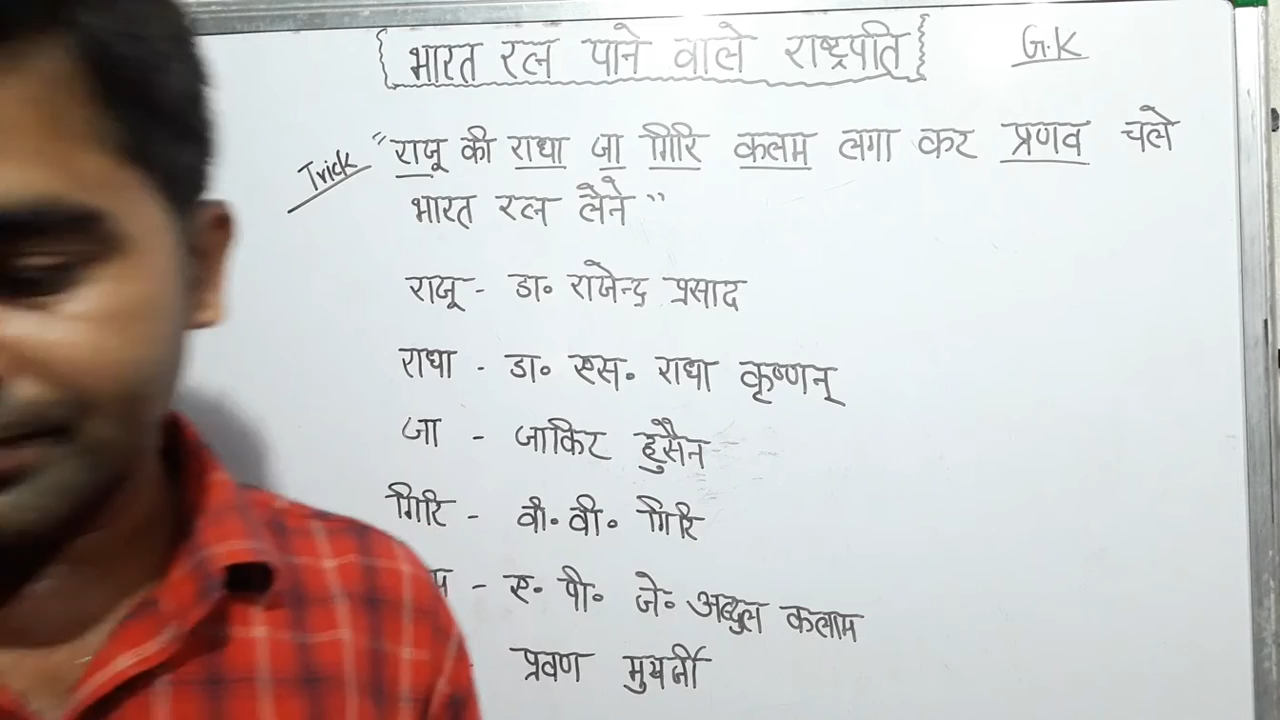 {भारत रत्न पाने वाले राष्ट्रपति} G.K
Trick "राजू की राधा जा गिरि कलम लगा कर प्रणव चले
भारत रत्न लेने"
राजू - डा॰ राजेन्द्र प्रसाद
राधा - डा॰ एस॰ राधा कृष्णन्
जा - जाकिर हुसैन
गिरि - वी॰ वी॰ गिरि
म - ए॰ पी॰ जे॰ अब्दुल कलाम
प्रवण मुखर्जी